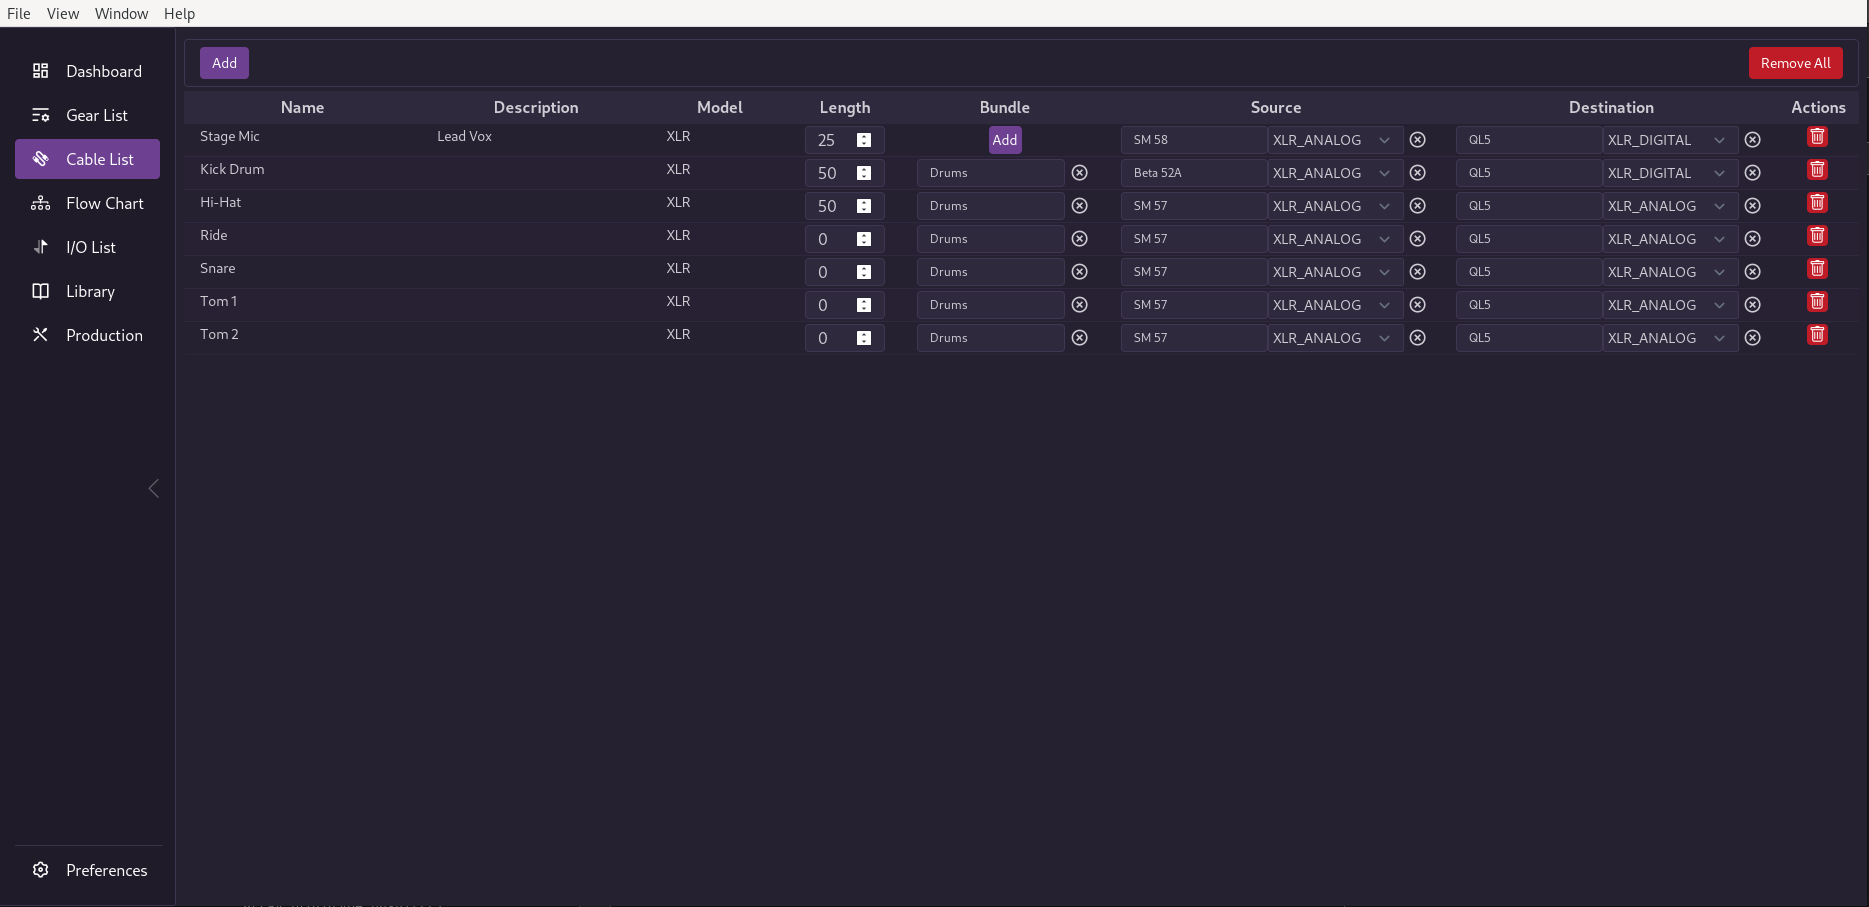 File View Window Help
Dashboard
Gear List
Cable List
Flow Chart
I/O List
Library
Production
Preferences
Add Remove All
Name Description Model Length Bundle Source Destination Actions
Stage Mic Lead Vox XLR 25 Add SM 58 XLR_ANALOG QL5 XLR_DIGITAL
Kick Drum XLR 50 Drums Beta 52A XLR_ANALOG QL5 XLR_DIGITAL
Hi-Hat XLR 50 Drums SM 57 XLR_ANALOG QL5 XLR_ANALOG
Ride XLR 0 Drums SM 57 XLR_ANALOG QL5 XLR_ANALOG
Snare XLR 0 Drums SM 57 XLR_ANALOG QL5 XLR_ANALOG
Tom 1 XLR 0 Drums SM 57 XLR_ANALOG QL5 XLR_ANALOG
Tom 2 XLR 0 Drums SM 57 XLR_ANALOG QL5 XLR_ANALOG